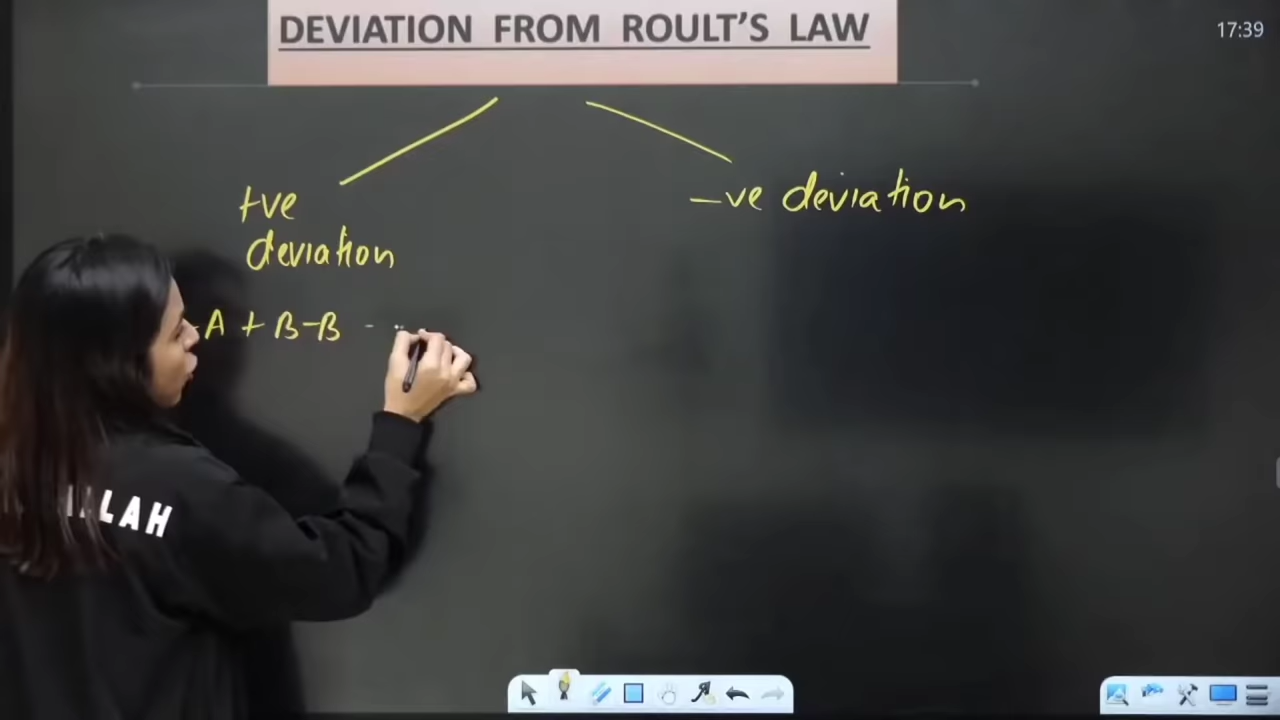 DEVIATION FROM ROULT'S LAW
17:39
+ve
deviation
-ve deviation
-A + B-B
LAH